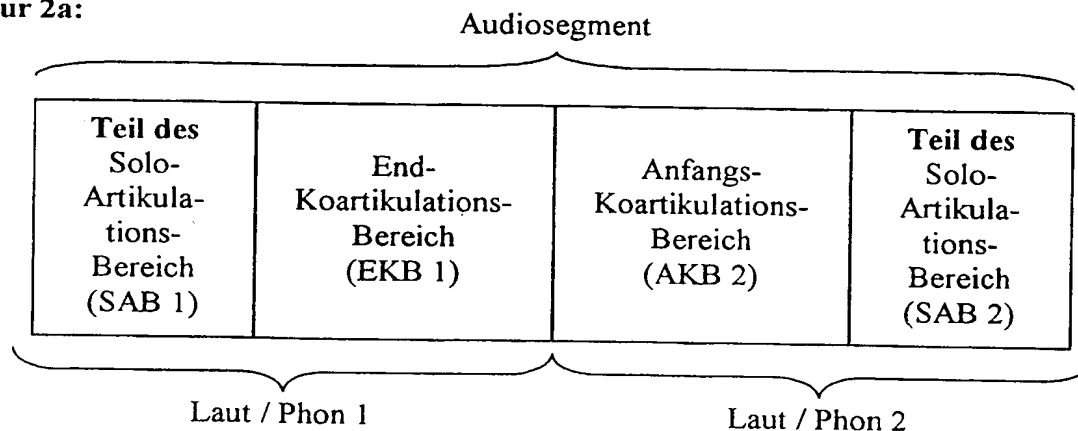 ur 2a:
Audiosegment
Teil des
Solo-
Artikula-
tions-
Bereich
(SAB 1)
End-
Koartikulations-
Bereich
(EKB 1)
Anfangs-
Koartikulations-
Bereich
(AKB 2)
Teil des
Solo-
Artikula-
tions-
Bereich
(SAB 2)
Laut / Phon 1
Laut / Phon 2